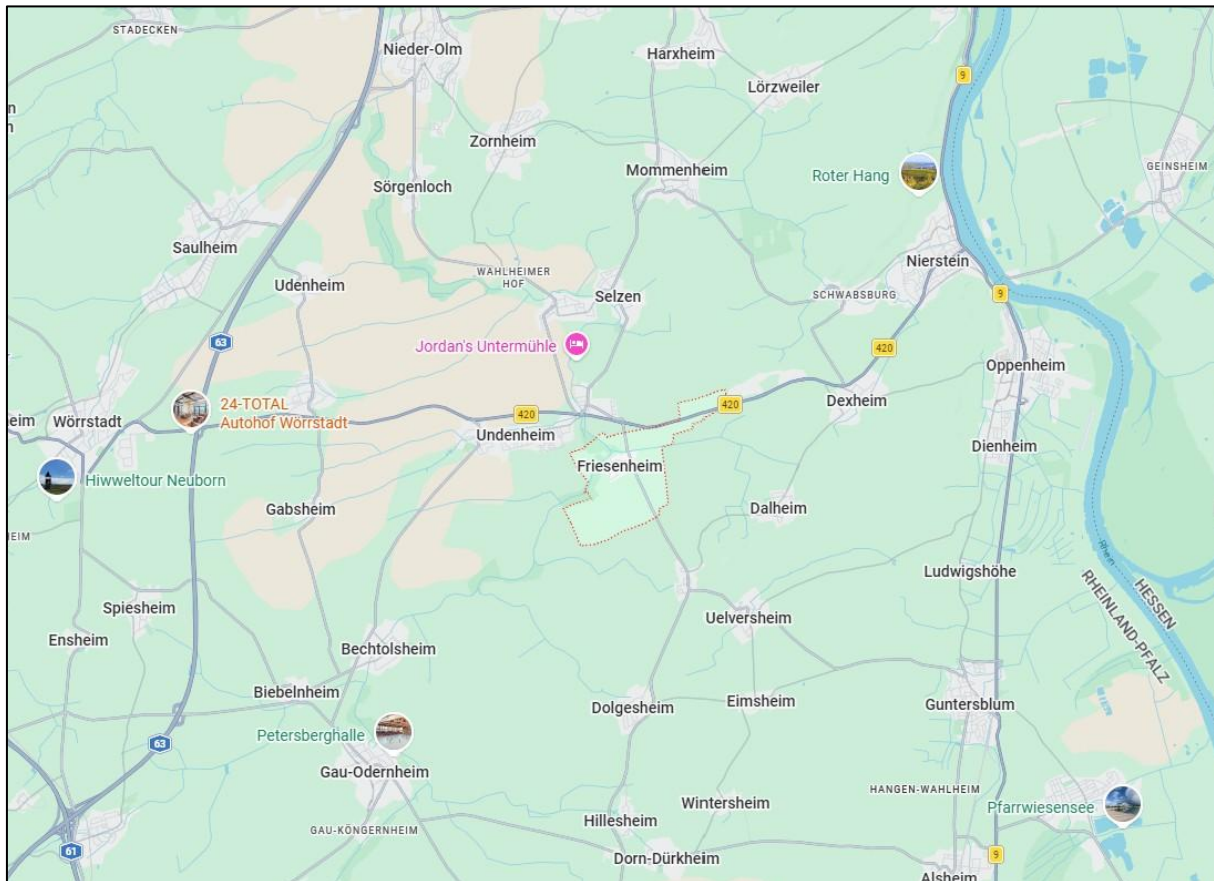 STADECKEN
Nieder-Olm
Harxheim
Lörzweiler
9
Zornheim
Mommenheim
Roter Hang
GEINSHEIM
Sörgenloch
Saulheim
Nierstein
WAHLHEIMER
HOF
Udenheim
Selzen
SCHWABSBURG
9
63
Jordan's Untermühle
420
Oppenheim
24-TOTAL
Autohof Wörrstadt
Wörrstadt
420
420
Dexheim
Undenheim
Dienheim
Friesenheim
Hiwweltour Neuborn
Gabsheim
Dalheim
Rhein
Ludwigshöhe
HESSEN
RHEINLAND-PFALZ
Spiesheim
Uelversheim
Ensheim
Bechtolsheim
Biebelnheim
Eimsheim
Dolgesheim
Guntersblum
Petersberghalle
63
Gau-Odernheim
HANGEN-WAHLHEIM
Wintersheim
Pfarrwiesensee
Hillesheim
GAU-KÖNGERNHEIM
61
Dorn-Dürkheim
9
Alsheim